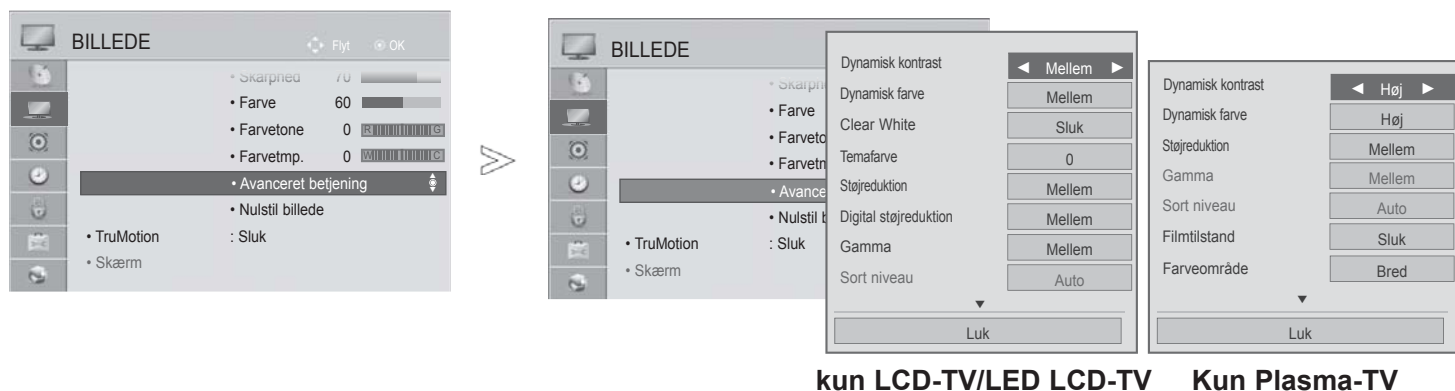 BILLEDE
Flyt OK
• Skarphed 70
• Farve 60
• Farvetone 0 R G
• Farvetmp. 0 W C
• Avanceret betjening
• Nulstil billede
• TruMotion : Sluk
• Skærm
BILLEDE
• Skarphe
• Farve
• Farveto
• Farvetm
• Avance
• Nulstil b
• TruMotion : Sluk
• Skærm
Dynamisk kontrast ◄ Mellem ►
Dynamisk farve Mellem
Clear White Sluk
Temafarve 0
Støjreduktion Mellem
Digital støjreduktion Mellem
Gamma Mellem
Sort niveau Auto
▼
Luk
kun LCD-TV/LED LCD-TV
Dynamisk kontrast ◄ Høj ►
Dynamisk farve Høj
Støjreduktion Mellem
Gamma Mellem
Sort niveau Auto
Filmtilstand Sluk
Farveområde Bred
▼
Luk
Kun Plasma-TV